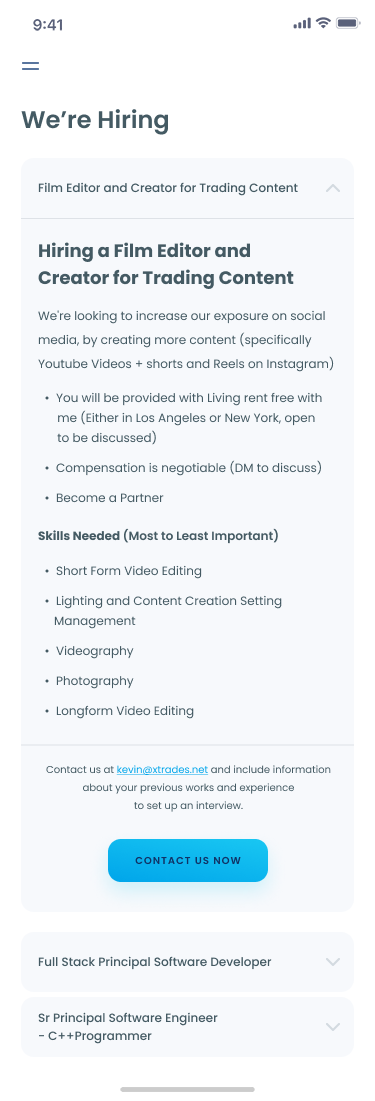 9:41
We’re Hiring
Film Editor and Creator for Trading Content
Hiring a Film Editor and
Creator for Trading Content
We're looking to increase our exposure on social
media, by creating more content (specifically
Youtube Videos + shorts and Reels on Instagram)
• You will be provided with Living rent free with
me (Either in Los Angeles or New York, open
to be discussed)
• Compensation is negotiable (DM to discuss)
• Become a Partner
Skills Needed (Most to Least Important)
• Short Form Video Editing
• Lighting and Content Creation Setting
Management
• Videography
• Photography
• Longform Video Editing
Contact us at kevin@xtrades.net and include information
about your previous works and experience
to set up an interview.
CONTACT US NOW
Full Stack Principal Software Developer
Sr Principal Software Engineer
- C++Programmer